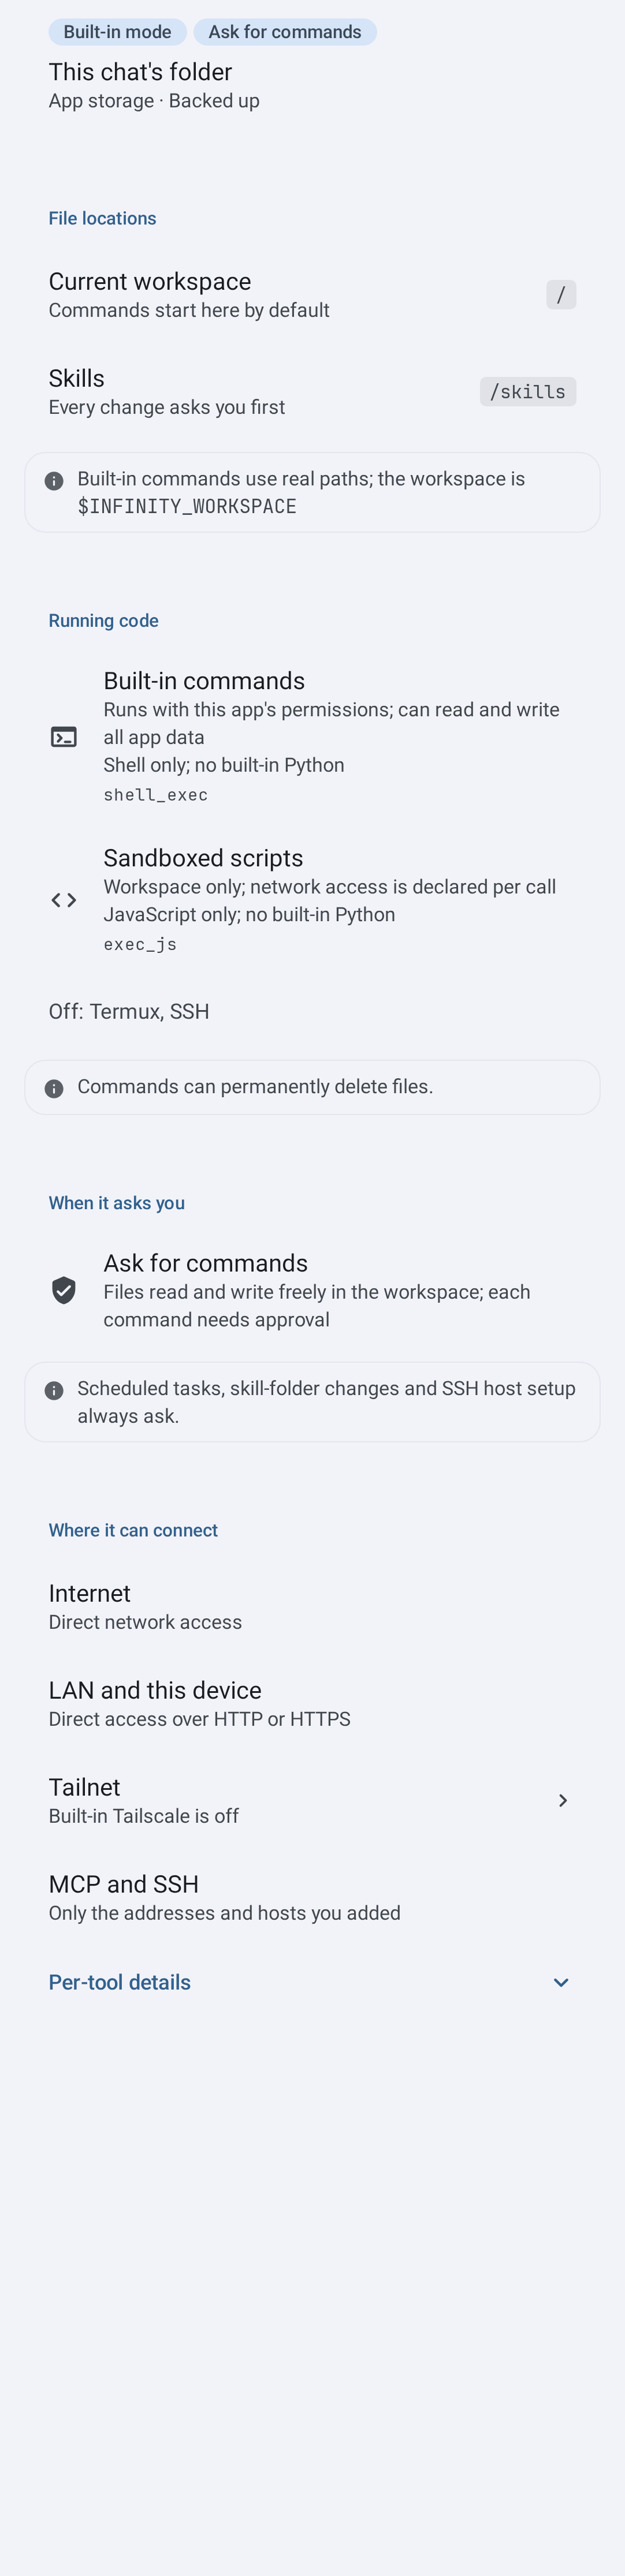 Built-in mode
Ask for commands
This chat's folder
App storage · Backed up
File locations
Current workspace
Commands start here by default
/
Skills
Every change asks you first
/skills
Built-in commands use real paths; the workspace is
$INFINITY_WORKSPACE
Running code
Built-in commands
Runs with this app's permissions; can read and write
all app data
Shell only; no built-in Python
shell_exec
Sandboxed scripts
Workspace only; network access is declared per call
JavaScript only; no built-in Python
exec_js
Off: Termux, SSH
Commands can permanently delete files.
When it asks you
Ask for commands
Files read and write freely in the workspace; each
command needs approval
Scheduled tasks, skill-folder changes and SSH host setup
always ask.
Where it can connect
Internet
Direct network access
LAN and this device
Direct access over HTTP or HTTPS
Tailnet
Built-in Tailscale is off
MCP and SSH
Only the addresses and hosts you added
Per-tool details